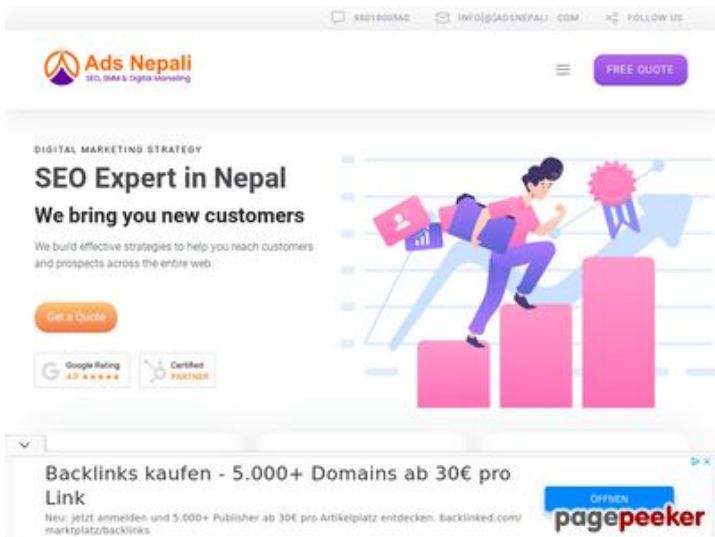 9801800560 INFO[@]ADSNEPALI . COM FOLLOW US
Ads Nepali
SEO, SMM & Digital Marketing
FREE QUOTE
DIGITAL MARKETING STRATEGY
SEO Expert in Nepal
We bring you new customers
We build effective strategies to help you reach customers
and prospects across the entire web.
Get a Quote
Google Rating
4.9 ★★★★★
Certified
PARTNER
Backlinks kaufen - 5.000+ Domains ab 30€ pro
Link
Neu: jetzt anmelden und 5.000+ Publisher ab 30€ pro Artikelplatz entdecken. backlinked.com/
marktplatz/backlinks
ÖFFNEN
pagepeeker